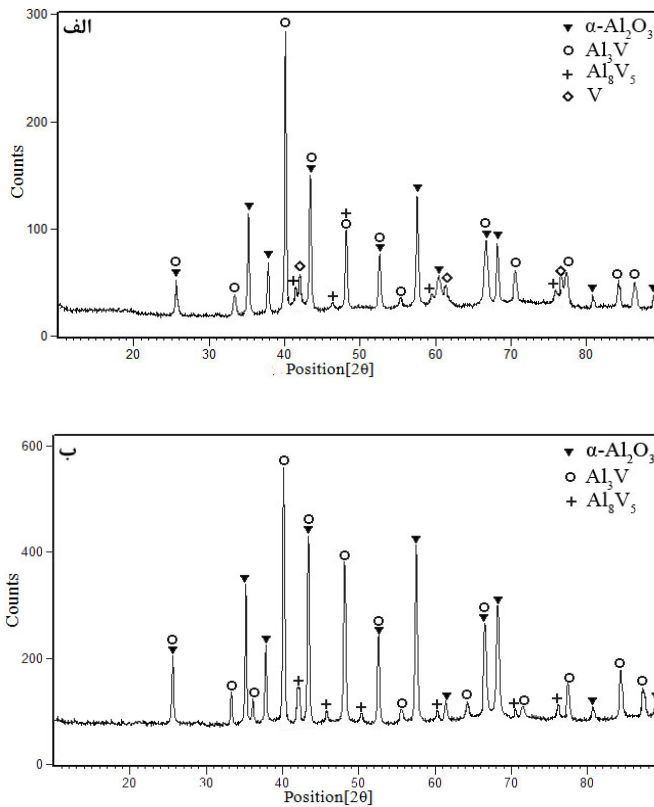 الف
300
200
100
0
Counts
α-Al₂O₃
Al₃V
Al₈V₅
V
20 30 40 50 60 70 80
Position[2θ]
ب
600
400
200
0
Counts
α-Al₂O₃
Al₃V
Al₈V₅
20 30 40 50 60 70 80
Position[2θ]